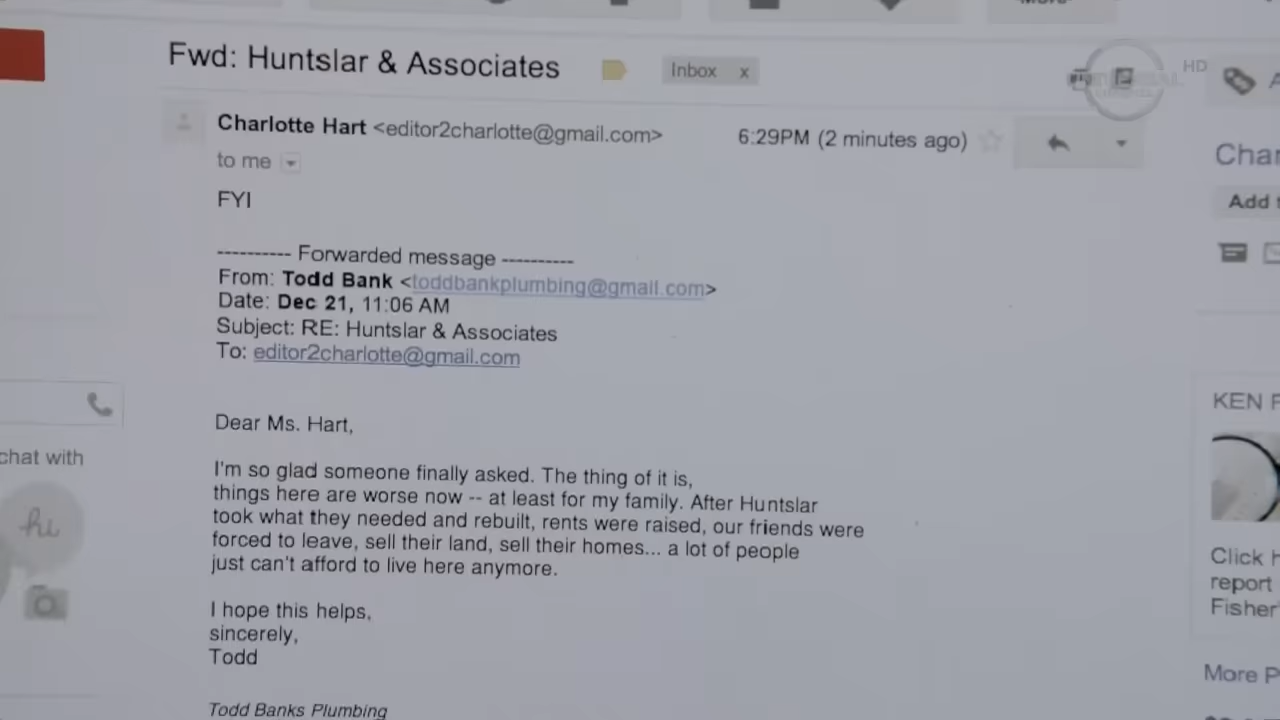 Fwd: Huntslar & Associates
Inbox x
HD
Charlotte Hart <editor2charlotte@gmail.com>
6:29PM (2 minutes ago)
to me
FYI
---------- Forwarded message ----------
From: Todd Bank <toddbankplumbing@gmail.com>
Date: Dec 21, 11:06 AM
Subject: RE: Huntslar & Associates
To: editor2charlotte@gmail.com
Dear Ms. Hart,
I'm so glad someone finally asked. The thing of it is,
things here are worse now -- at least for my family. After Huntslar
took what they needed and rebuilt, rents were raised, our friends were
forced to leave, sell their land, sell their homes... a lot of people
just can't afford to live here anymore.
I hope this helps,
sincerely,
Todd
Todd Banks Plumbing
chat with
hi
Char
Add
KEN F
Click
report
Fisher
More P